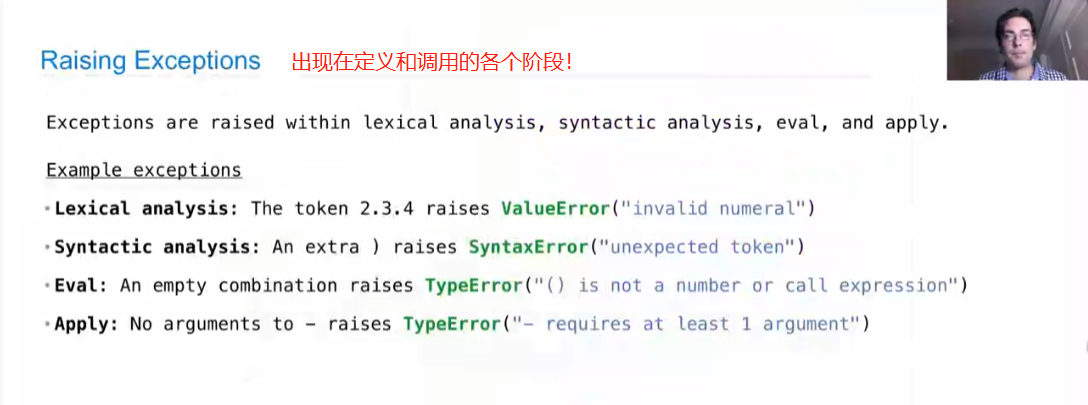 Raising Exceptions 出现在定义和调用的各个阶段!
Exceptions are raised within lexical analysis, syntactic analysis, eval, and apply.
Example exceptions
•Lexical analysis: The token 2.3.4 raises ValueError("invalid numeral")
•Syntactic analysis: An extra ) raises SyntaxError("unexpected token")
•Eval: An empty combination raises TypeError("() is not a number or call expression")
•Apply: No arguments to - raises TypeError("- requires at least 1 argument")